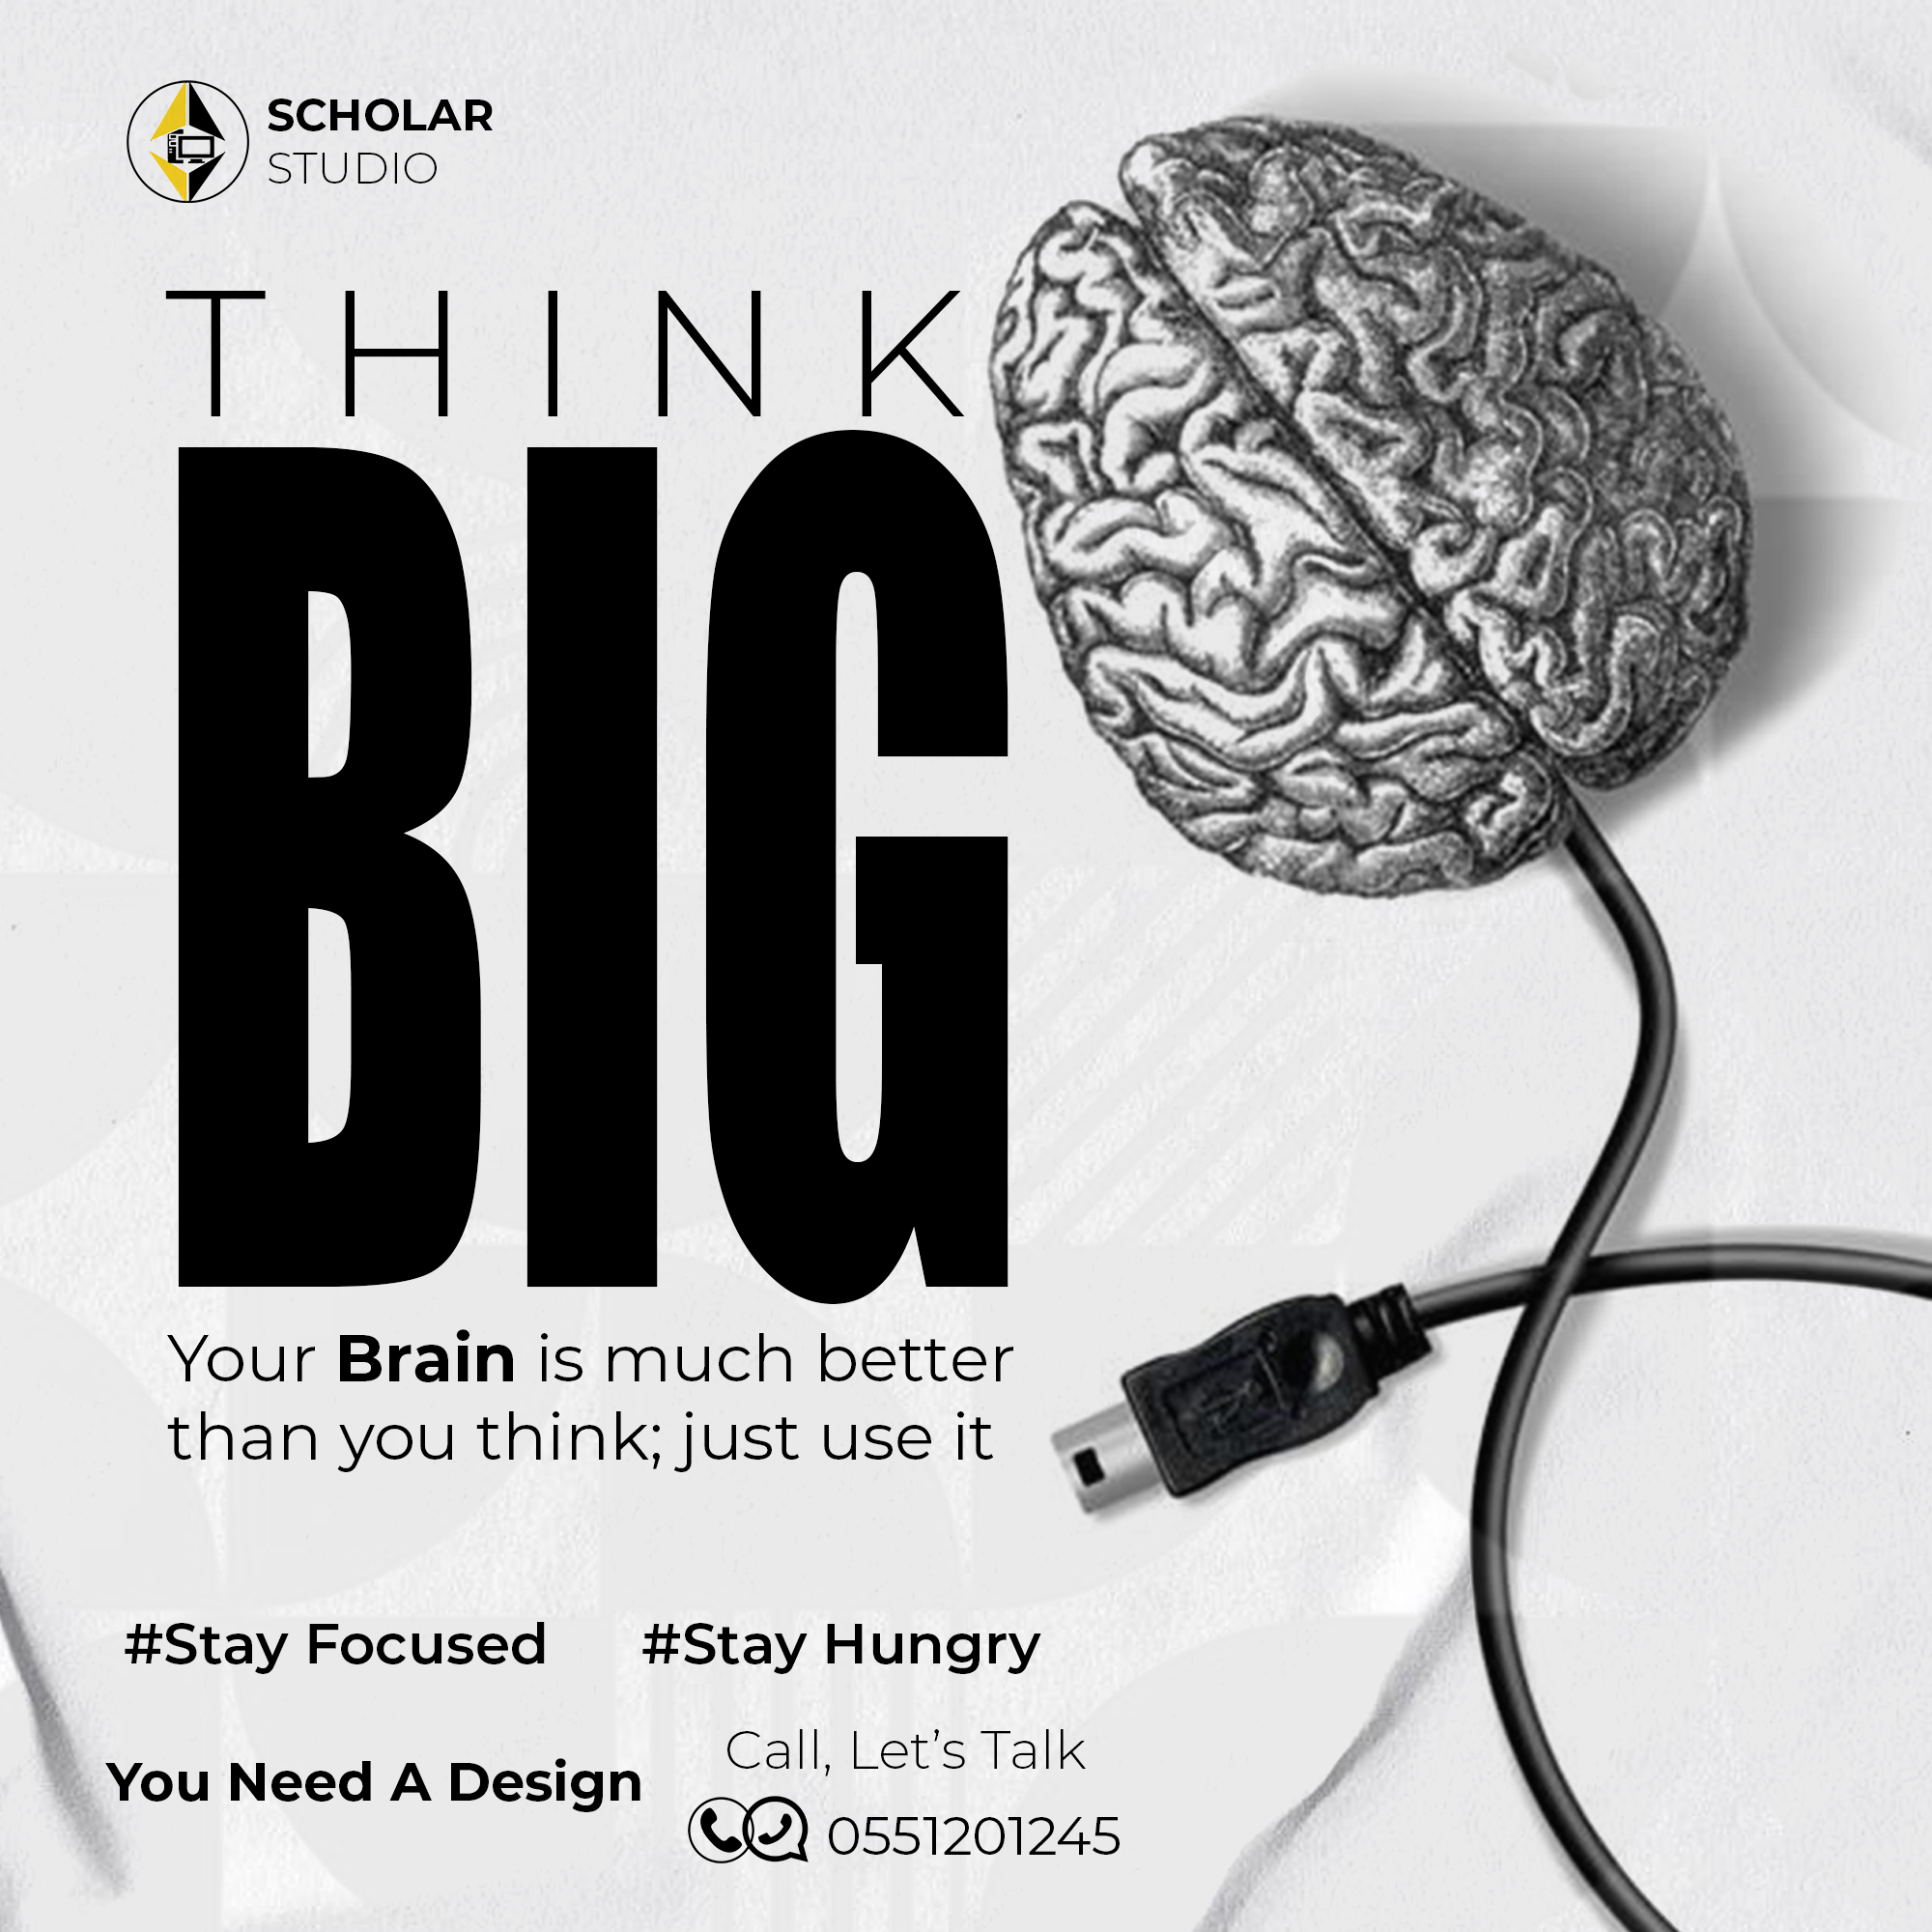 SCHOLAR
STUDIO
THINK
BIG
Your Brain is much better
than you think; just use it
#Stay Focused #Stay Hungry
You Need A Design
Call, Let’s Talk
0551201245